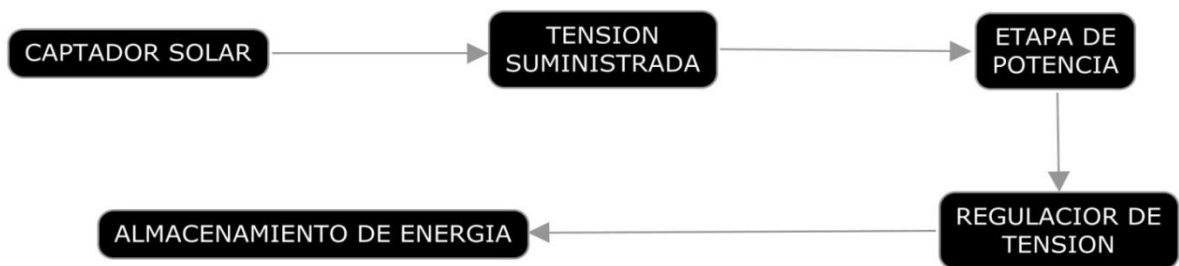 CAPTADOR SOLAR
TENSION
SUMINISTRADA
ETAPA DE
POTENCIA
REGULACIOR DE
TENSION
ALMACENAMIENTO DE ENERGIA